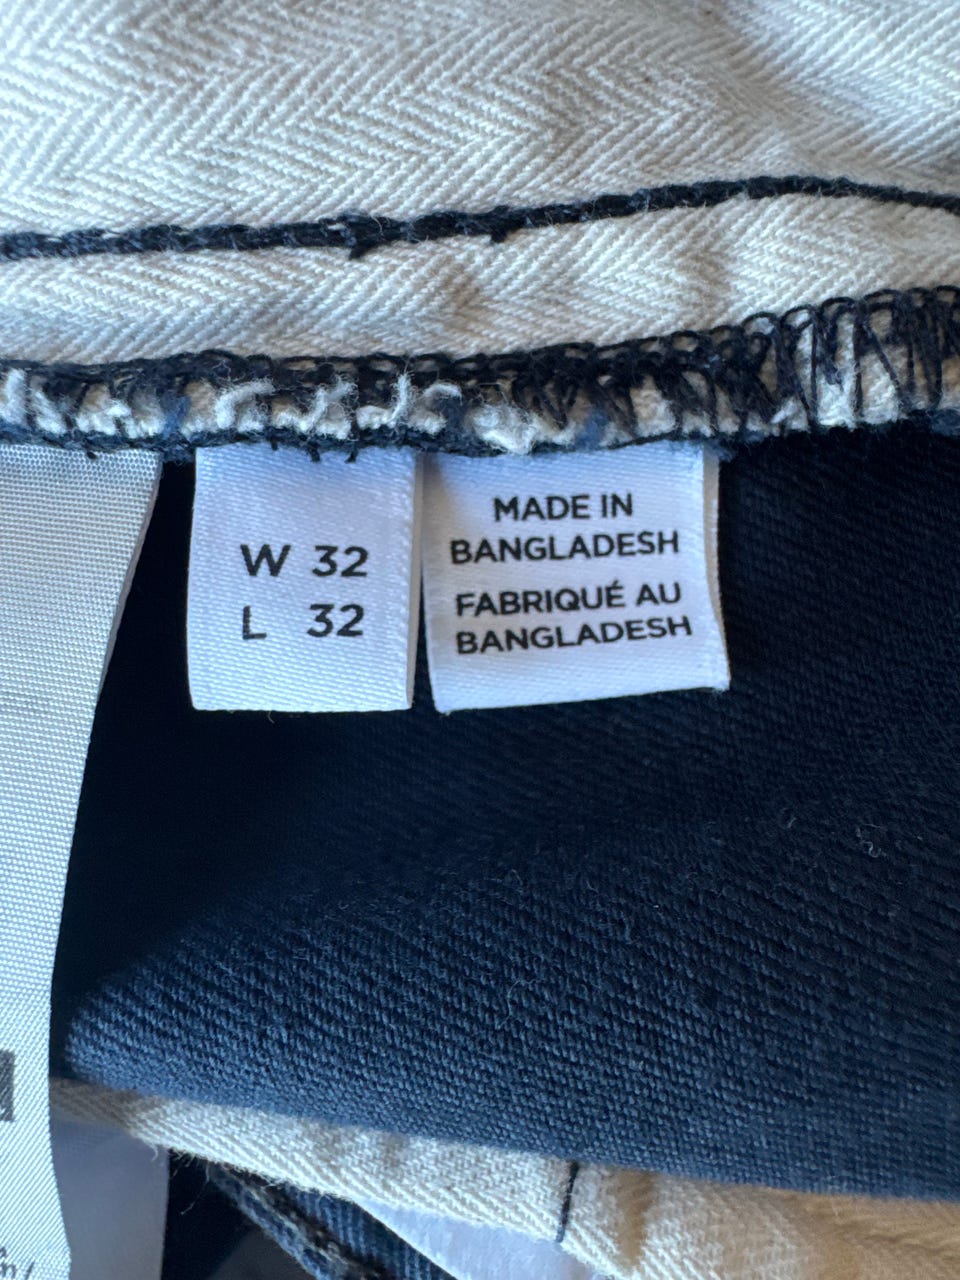 W 32
L 32
MADE IN
BANGLADESH
FABRIQUÉ AU
BANGLADESH